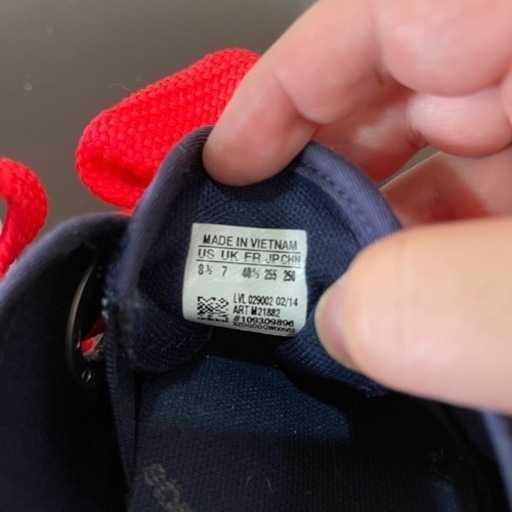 MADE IN VIETNAM
US UK FR JP CHN
8½ 7 40⅔ 255 250
LVL 029002 02/14
ART M21882
#109309896